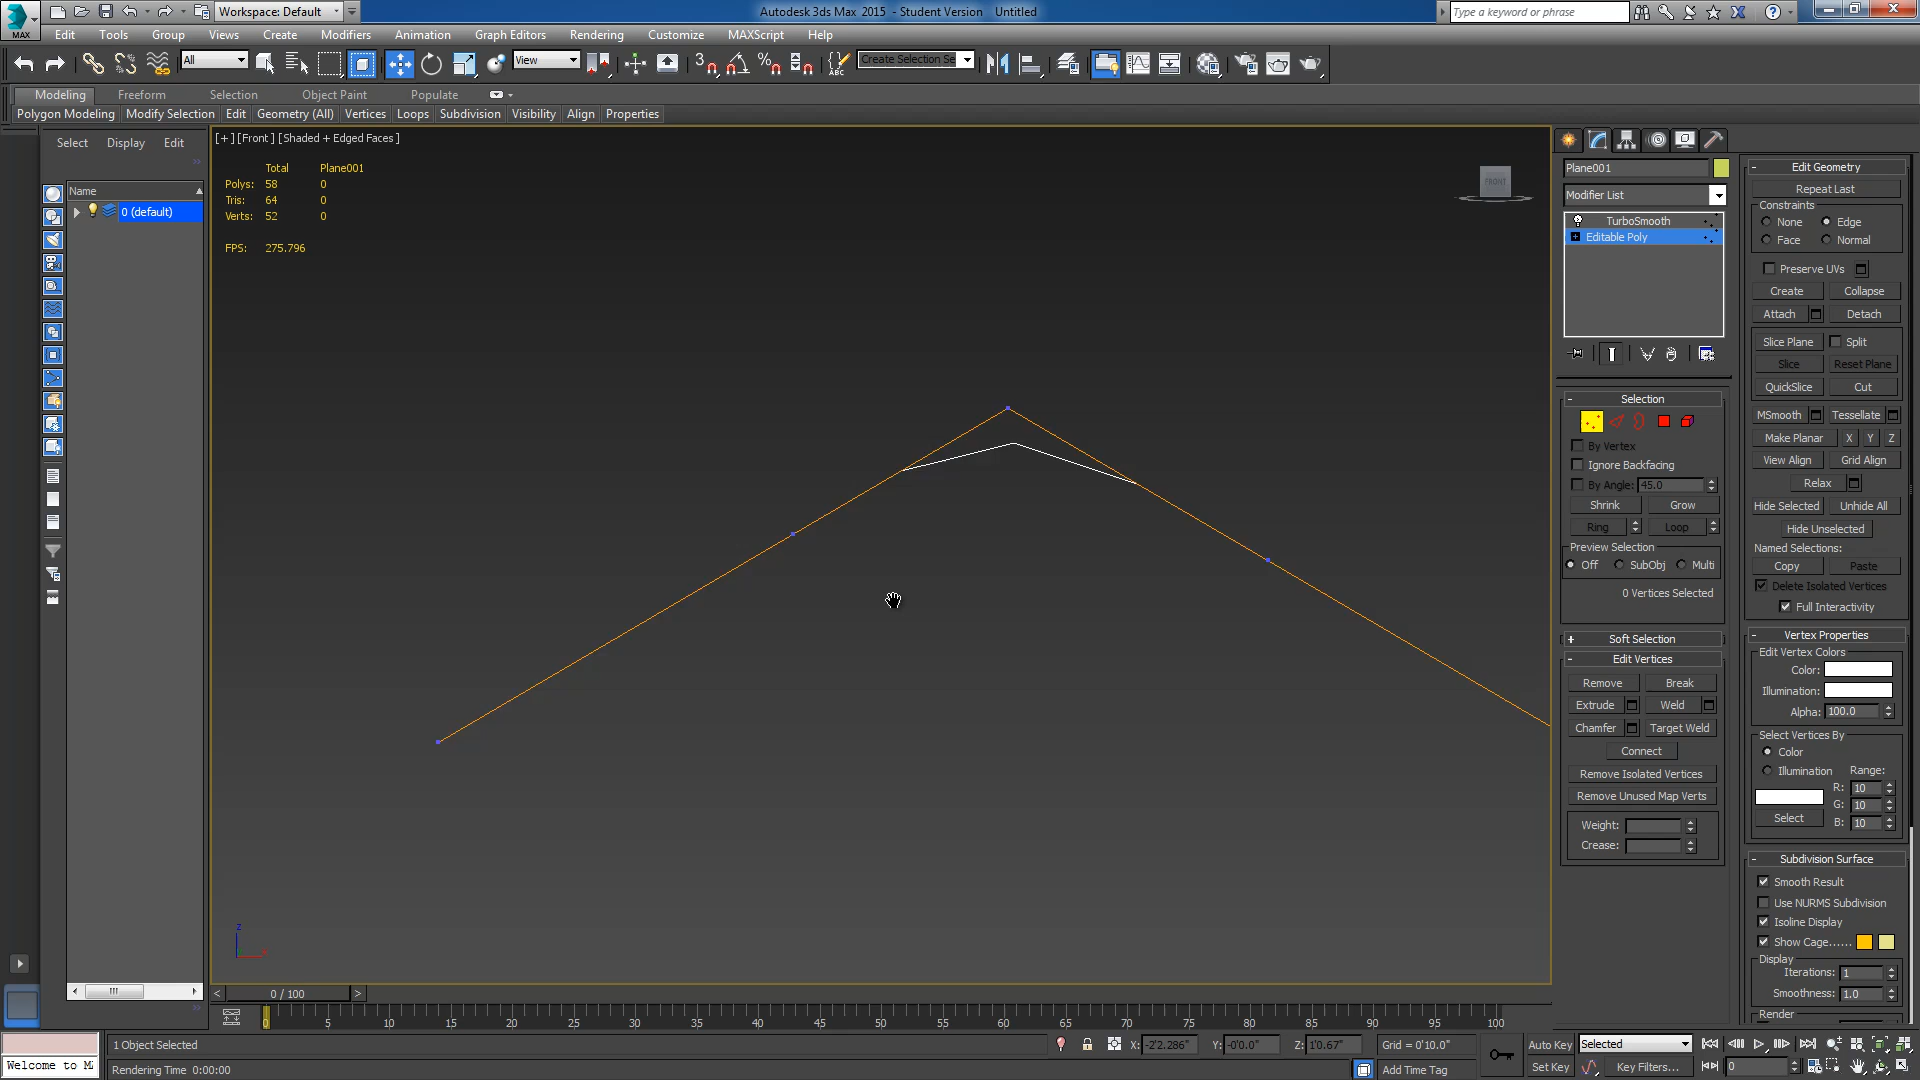 Workspace: Default
Autodesk 3ds Max 2015 - Student Version Untitled
Type a keyword or phrase
MAX
Edit Tools Group Views Create Modifiers Animation Graph Editors Rendering Customize MAXScript Help
All View Create Selection Se
Modeling Freeform Selection Object Paint Populate
Polygon Modeling Modify Selection Edit Geometry (All) Vertices Loops Subdivision Visibility Align Properties
Select Display Edit
Name
0 (default)
[+] [Front] [Shaded + Edged Faces]
Total Plane001
Polys: 58 0
Tris: 64 0
Verts: 52 0
FPS: 275.796
FRONT
Z
Plane001
Modifier List
TurboSmooth
Editable Poly
Selection
By Vertex
Ignore Backfacing
By Angle: 45.0
Shrink Grow
Ring Loop
Preview Selection
Off SubObj Multi
0 Vertices Selected
Soft Selection
Edit Vertices
Remove Break
Extrude Weld
Chamfer Target Weld
Connect
Remove Isolated Vertices
Remove Unused Map Verts
Weight:
Crease:
Edit Geometry
Repeat Last
Constraints
None Edge
Face Normal
Preserve UVs
Create Collapse
Attach Detach
Slice Plane Split
Slice Reset Plane
QuickSlice Cut
MSmooth Tessellate
Make Planar X Y Z
View Align Grid Align
Relax
Hide Selected Unhide All
Hide Unselected
Named Selections:
Copy Paste
Delete Isolated Vertices
Full Interactivity
Vertex Properties
Edit Vertex Colors
Color:
Illumination:
Alpha: 100.0
Select Vertices By
Color
Illumination Range:
R: 10
G: 10
Select B: 10
Subdivision Surface
Smooth Result
Use NURMS Subdivision
Isoline Display
Show Cage......
Display
Iterations: 1
Smoothness: 1.0
Render
< 0 / 100 >
0 5 10 15 20 25 30 35 40 45 50 55 60 65 70 75 80 85 90 95 100
1 Object Selected
X: -2'2.286" Y: -0'0.0" Z: 1'0.67" Grid = 0'10.0"
Auto Key Selected
Welcome to M
Rendering Time 0:00:00
Add Time Tag
Set Key Key Filters... 0